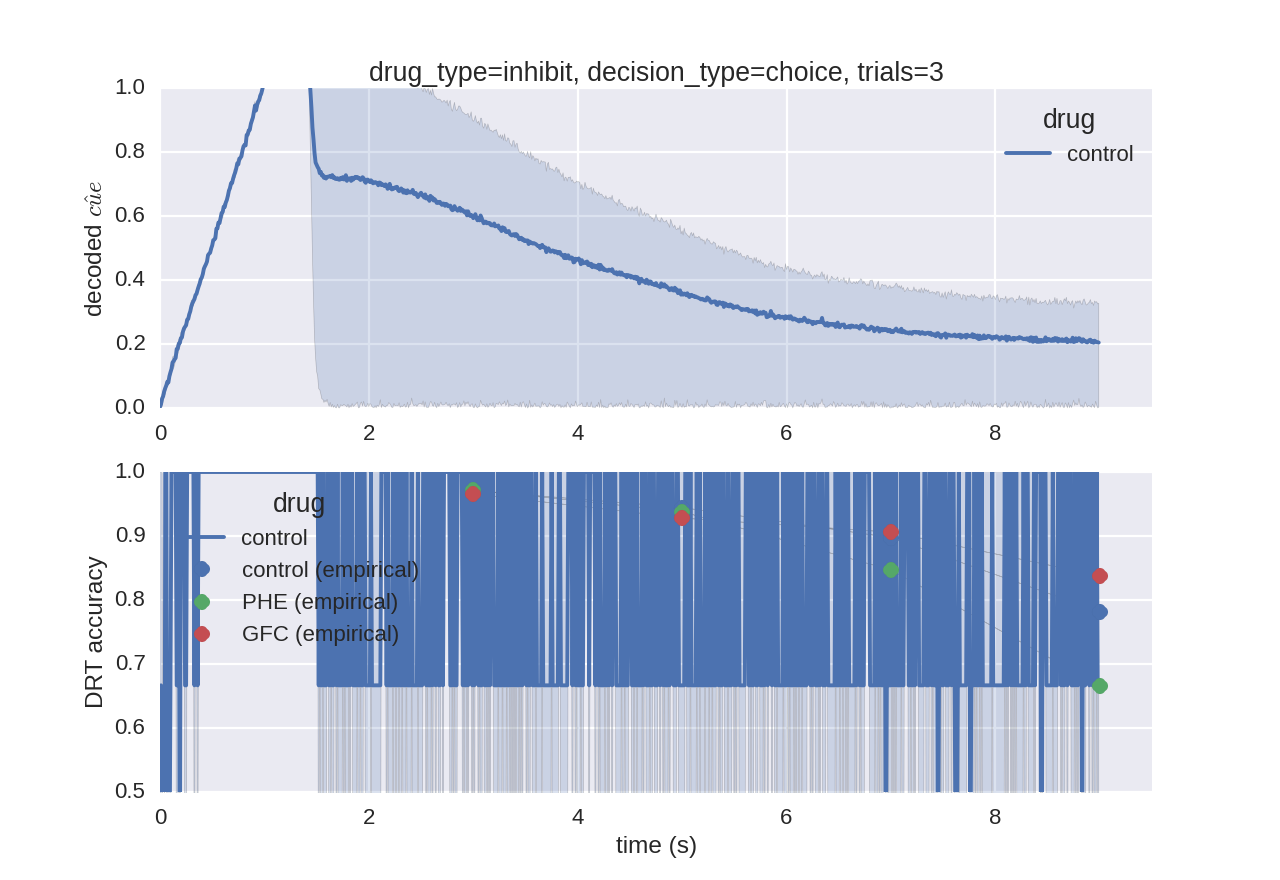 drug_type=inhibit, decision_type=choice, trials=3
1.0
0.8
0.6
0.4
0.2
0.0
decoded cûe
drug
control
0 2 4 6 8
1.0
0.9
0.8
0.7
0.6
0.5
DRT accuracy
drug
control
control (empirical)
PHE (empirical)
GFC (empirical)
0 2 4 6 8
time (s)